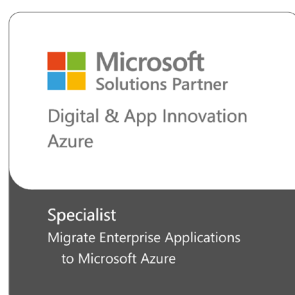 Microsoft
Solutions Partner
Digital & App Innovation
Azure
Specialist
Migrate Enterprise Applications
to Microsoft Azure